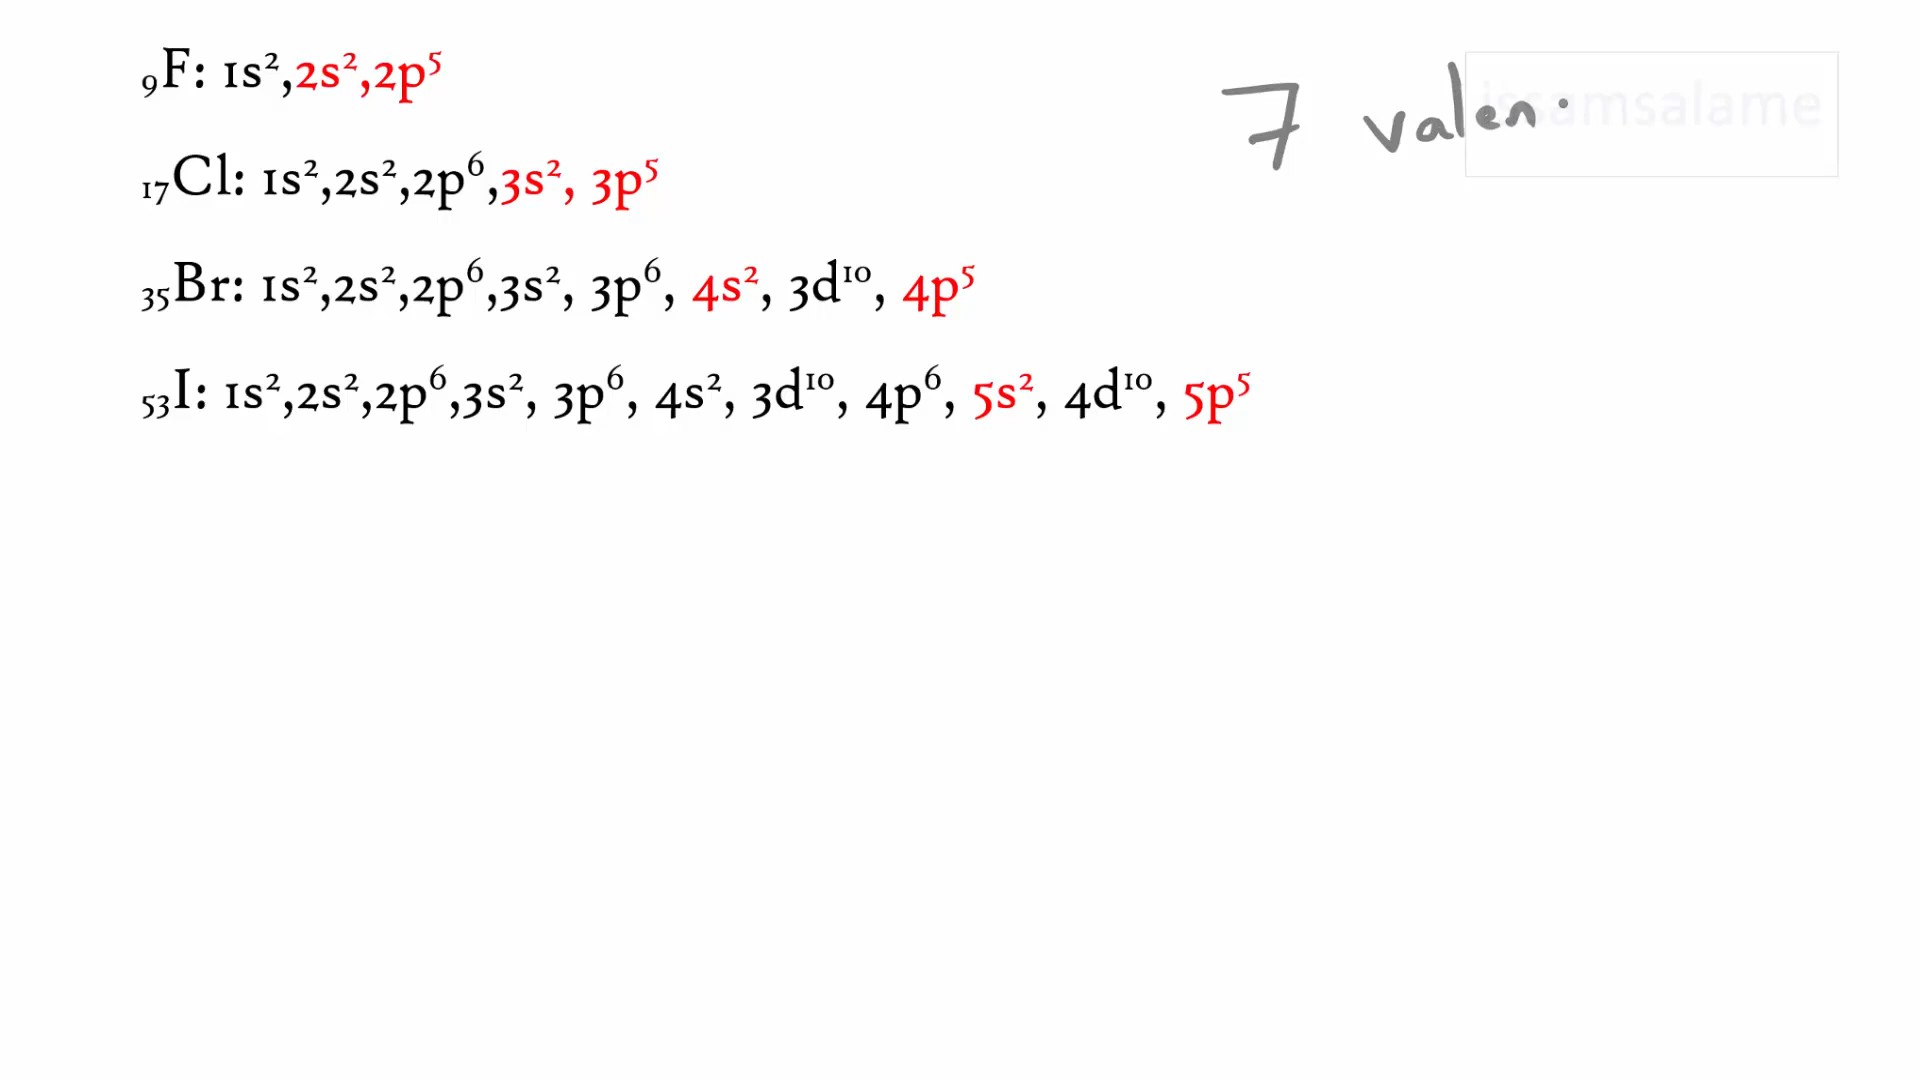 ₉F: 1s²,2s²,2p⁵
7 valen.
issamsalame
₁₇Cl: 1s²,2s²,2p⁶,3s², 3p⁵
₃₅Br: 1s²,2s²,2p⁶,3s², 3p⁶, 4s², 3d¹⁰, 4p⁵
₅₃I: 1s²,2s²,2p⁶,3s², 3p⁶, 4s², 3d¹⁰, 4p⁶, 5s², 4d¹⁰, 5p⁵